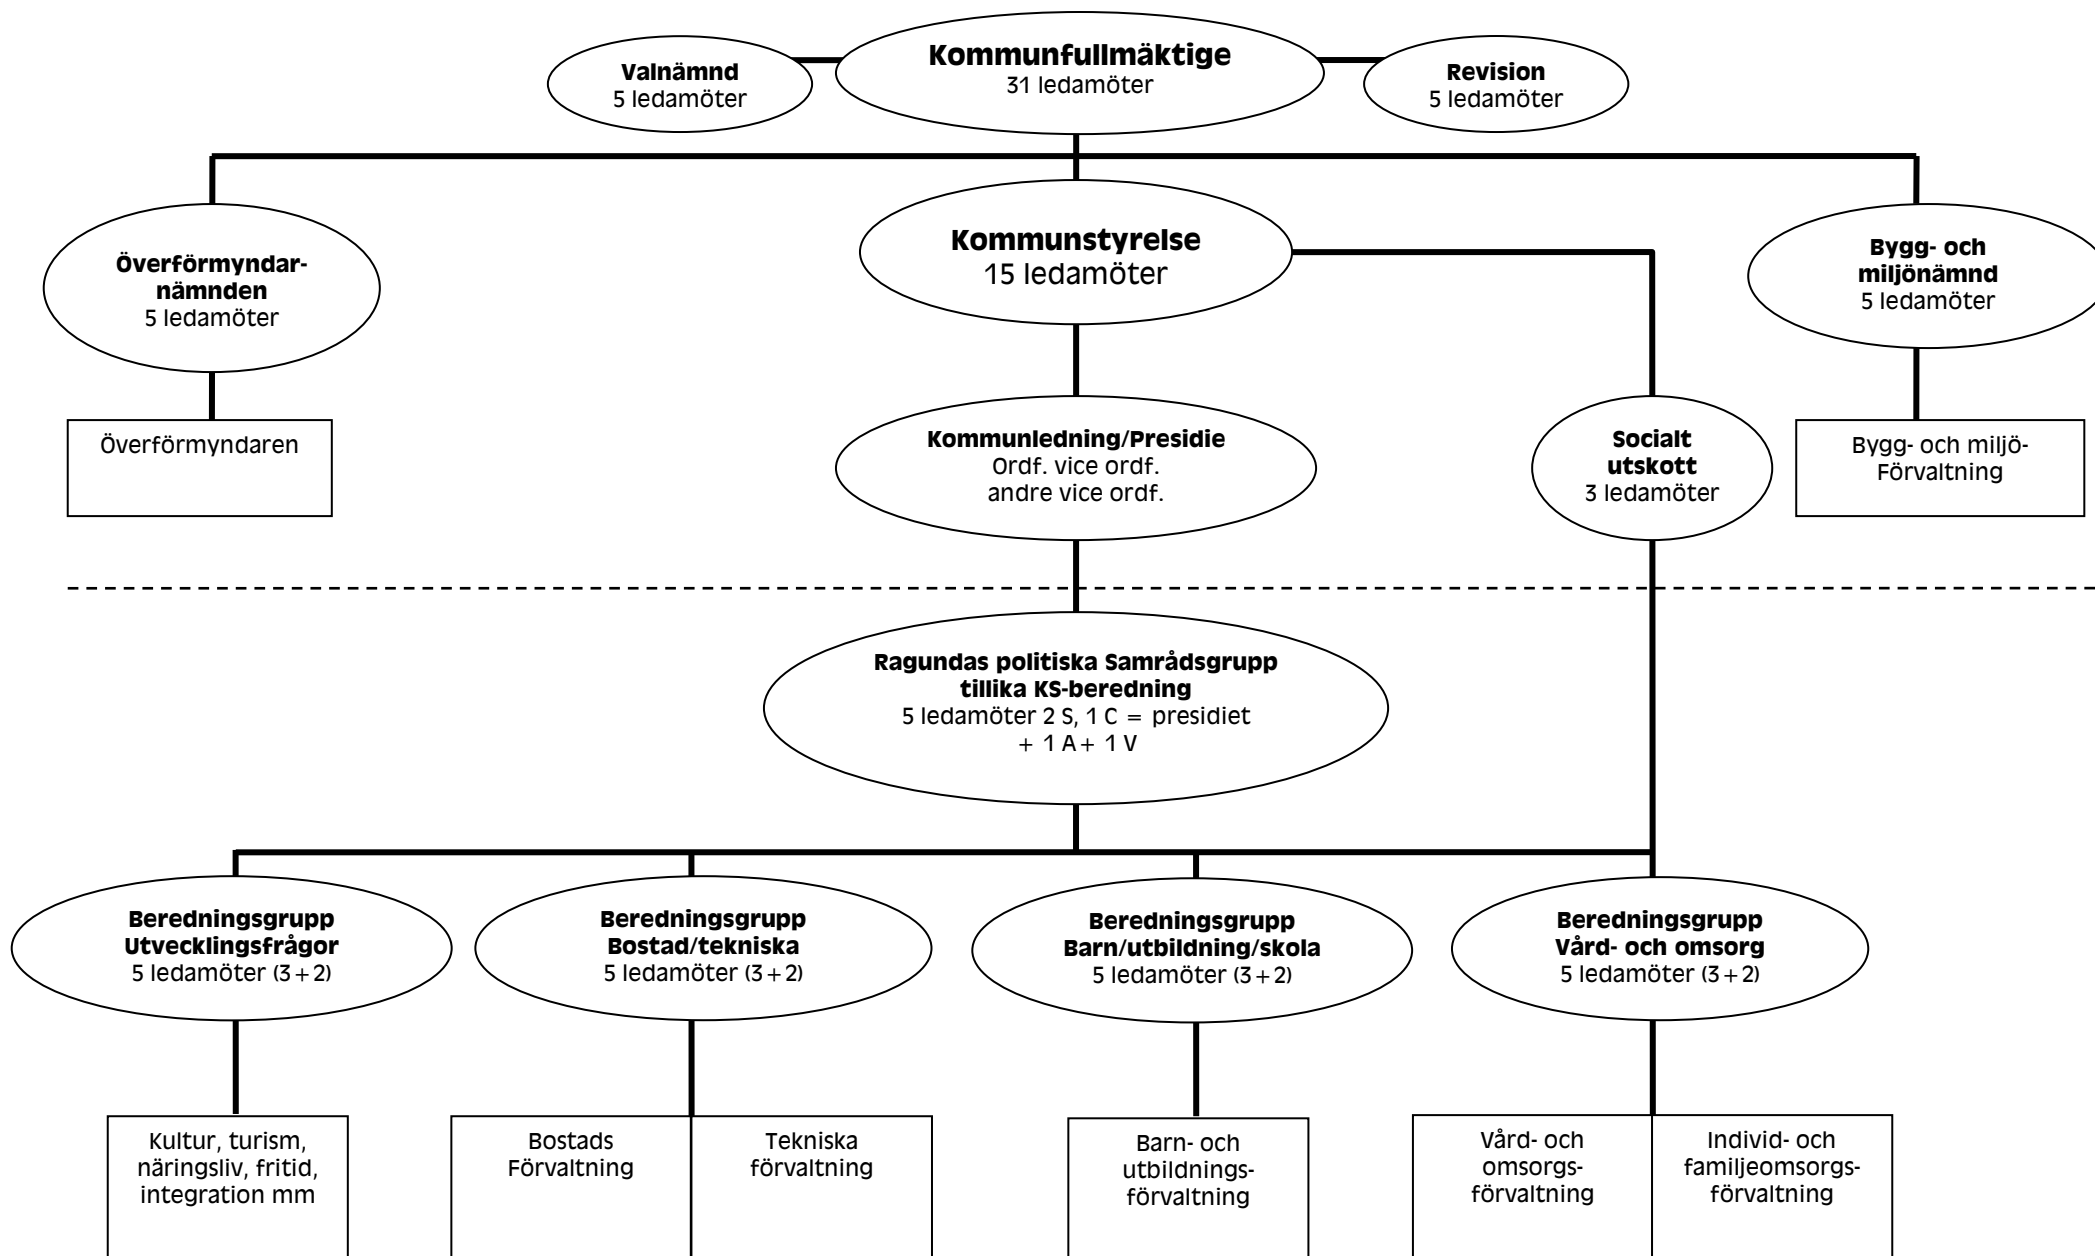 Kommunfullmäktige
31 ledamöter
Valnämnd
5 ledamöter
Revision
5 ledamöter
Överförmyndar-
nämnden
5 ledamöter
Kommunstyrelse
15 ledamöter
Bygg- och
miljönämnd
5 ledamöter
Överförmyndaren
Kommunledning/Presidie
Ordf. vice ordf.
andre vice ordf.
Socialt
utskott
3 ledamöter
Bygg- och miljö-
Förvaltning
Ragundas politiska Samrådsgrupp
tillika KS-beredning
5 ledamöter 2 S, 1 C = presidiet
+ 1 A + 1 V
Beredningsgrupp
Utvecklingsfrågor
5 ledamöter (3+2)
Beredningsgrupp
Bostad/tekniska
5 ledamöter (3+2)
Beredningsgrupp
Barn/utbildning/skola
5 ledamöter (3+2)
Beredningsgrupp
Vård- och omsorg
5 ledamöter (3+2)
Kultur, turism,
näringsliv, fritid,
integration mm
Bostads
Förvaltning
Tekniska
förvaltning
Barn- och
utbildnings-
förvaltning
Vård- och
omsorgs-
förvaltning
Individ- och
familjeomsorgs-
förvaltning